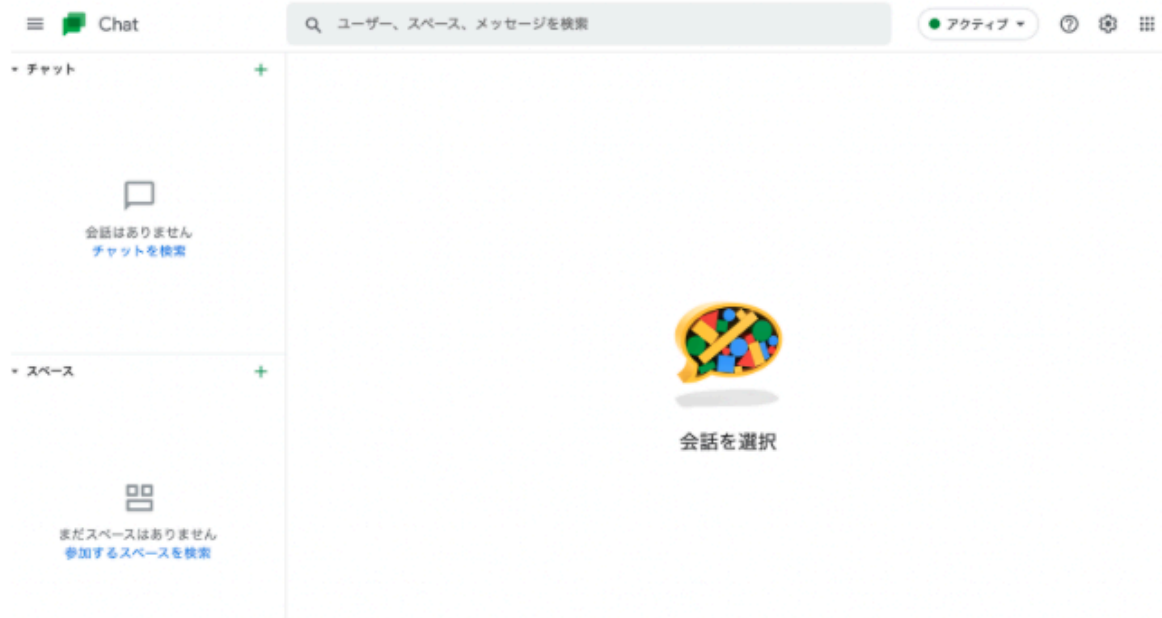 Chat
ユーザー、スペース、メッセージを検索
アクティブ
チャット
会話はありません
チャットを検索
スペース
まだスペースはありません
参加するスペースを検索
会話を選択